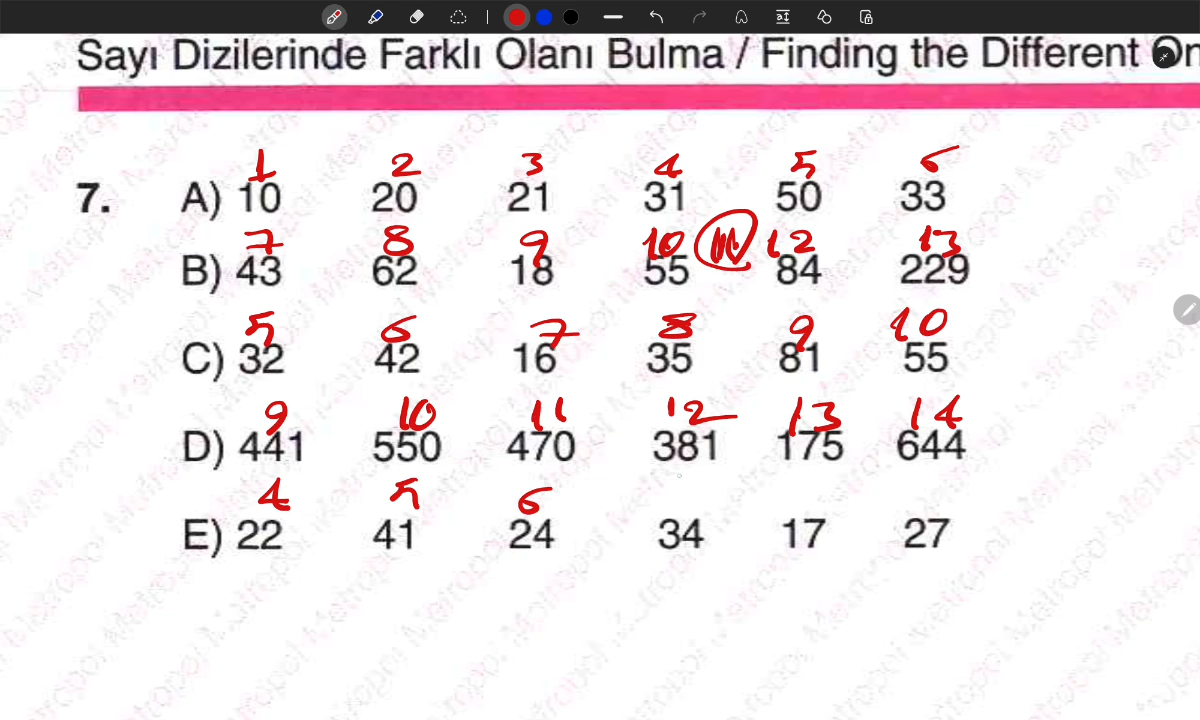 Sayı Dizilerinde Farklı Olanı Bulma / Finding the Different On
1 2 3 4 5 6
7. A) 10 20 21 31 50 33
7 8 9 10 11 12 13
B) 43 62 18 55 84 229
5 6 7 8 9 10
C) 32 42 16 35 81 55
9 10 11 12 13 14
D) 441 550 470 381 175 644
4 5 6
E) 22 41 24 34 17 27